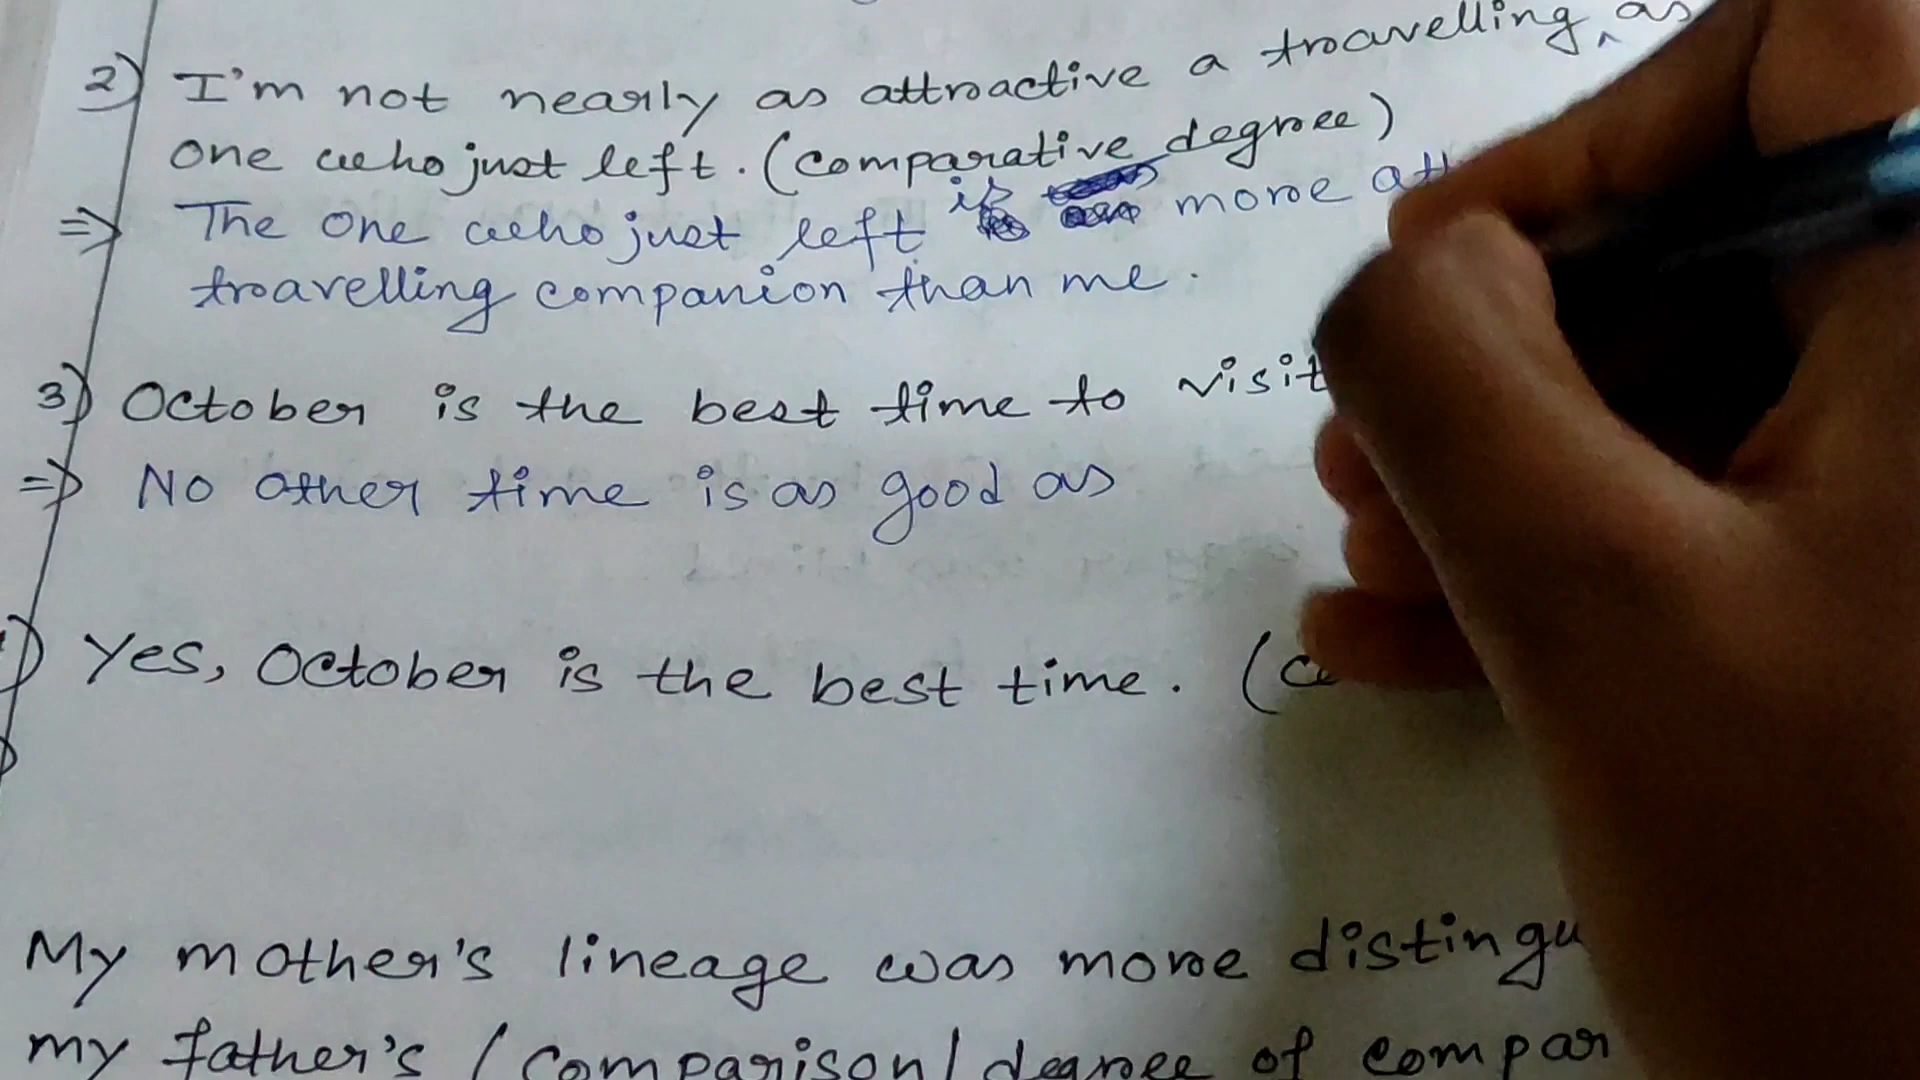 2) I'm not nearly as attractive a travelling as
one who just left. (comparative degree)
⇒ The one who just left is more att
travelling companion than me.
3) October is the best time to visit
⇒ No other time is as good as
) Yes, October is the best time. (
My mother's lineage was more distingu
my father's (comparison/degree of compar